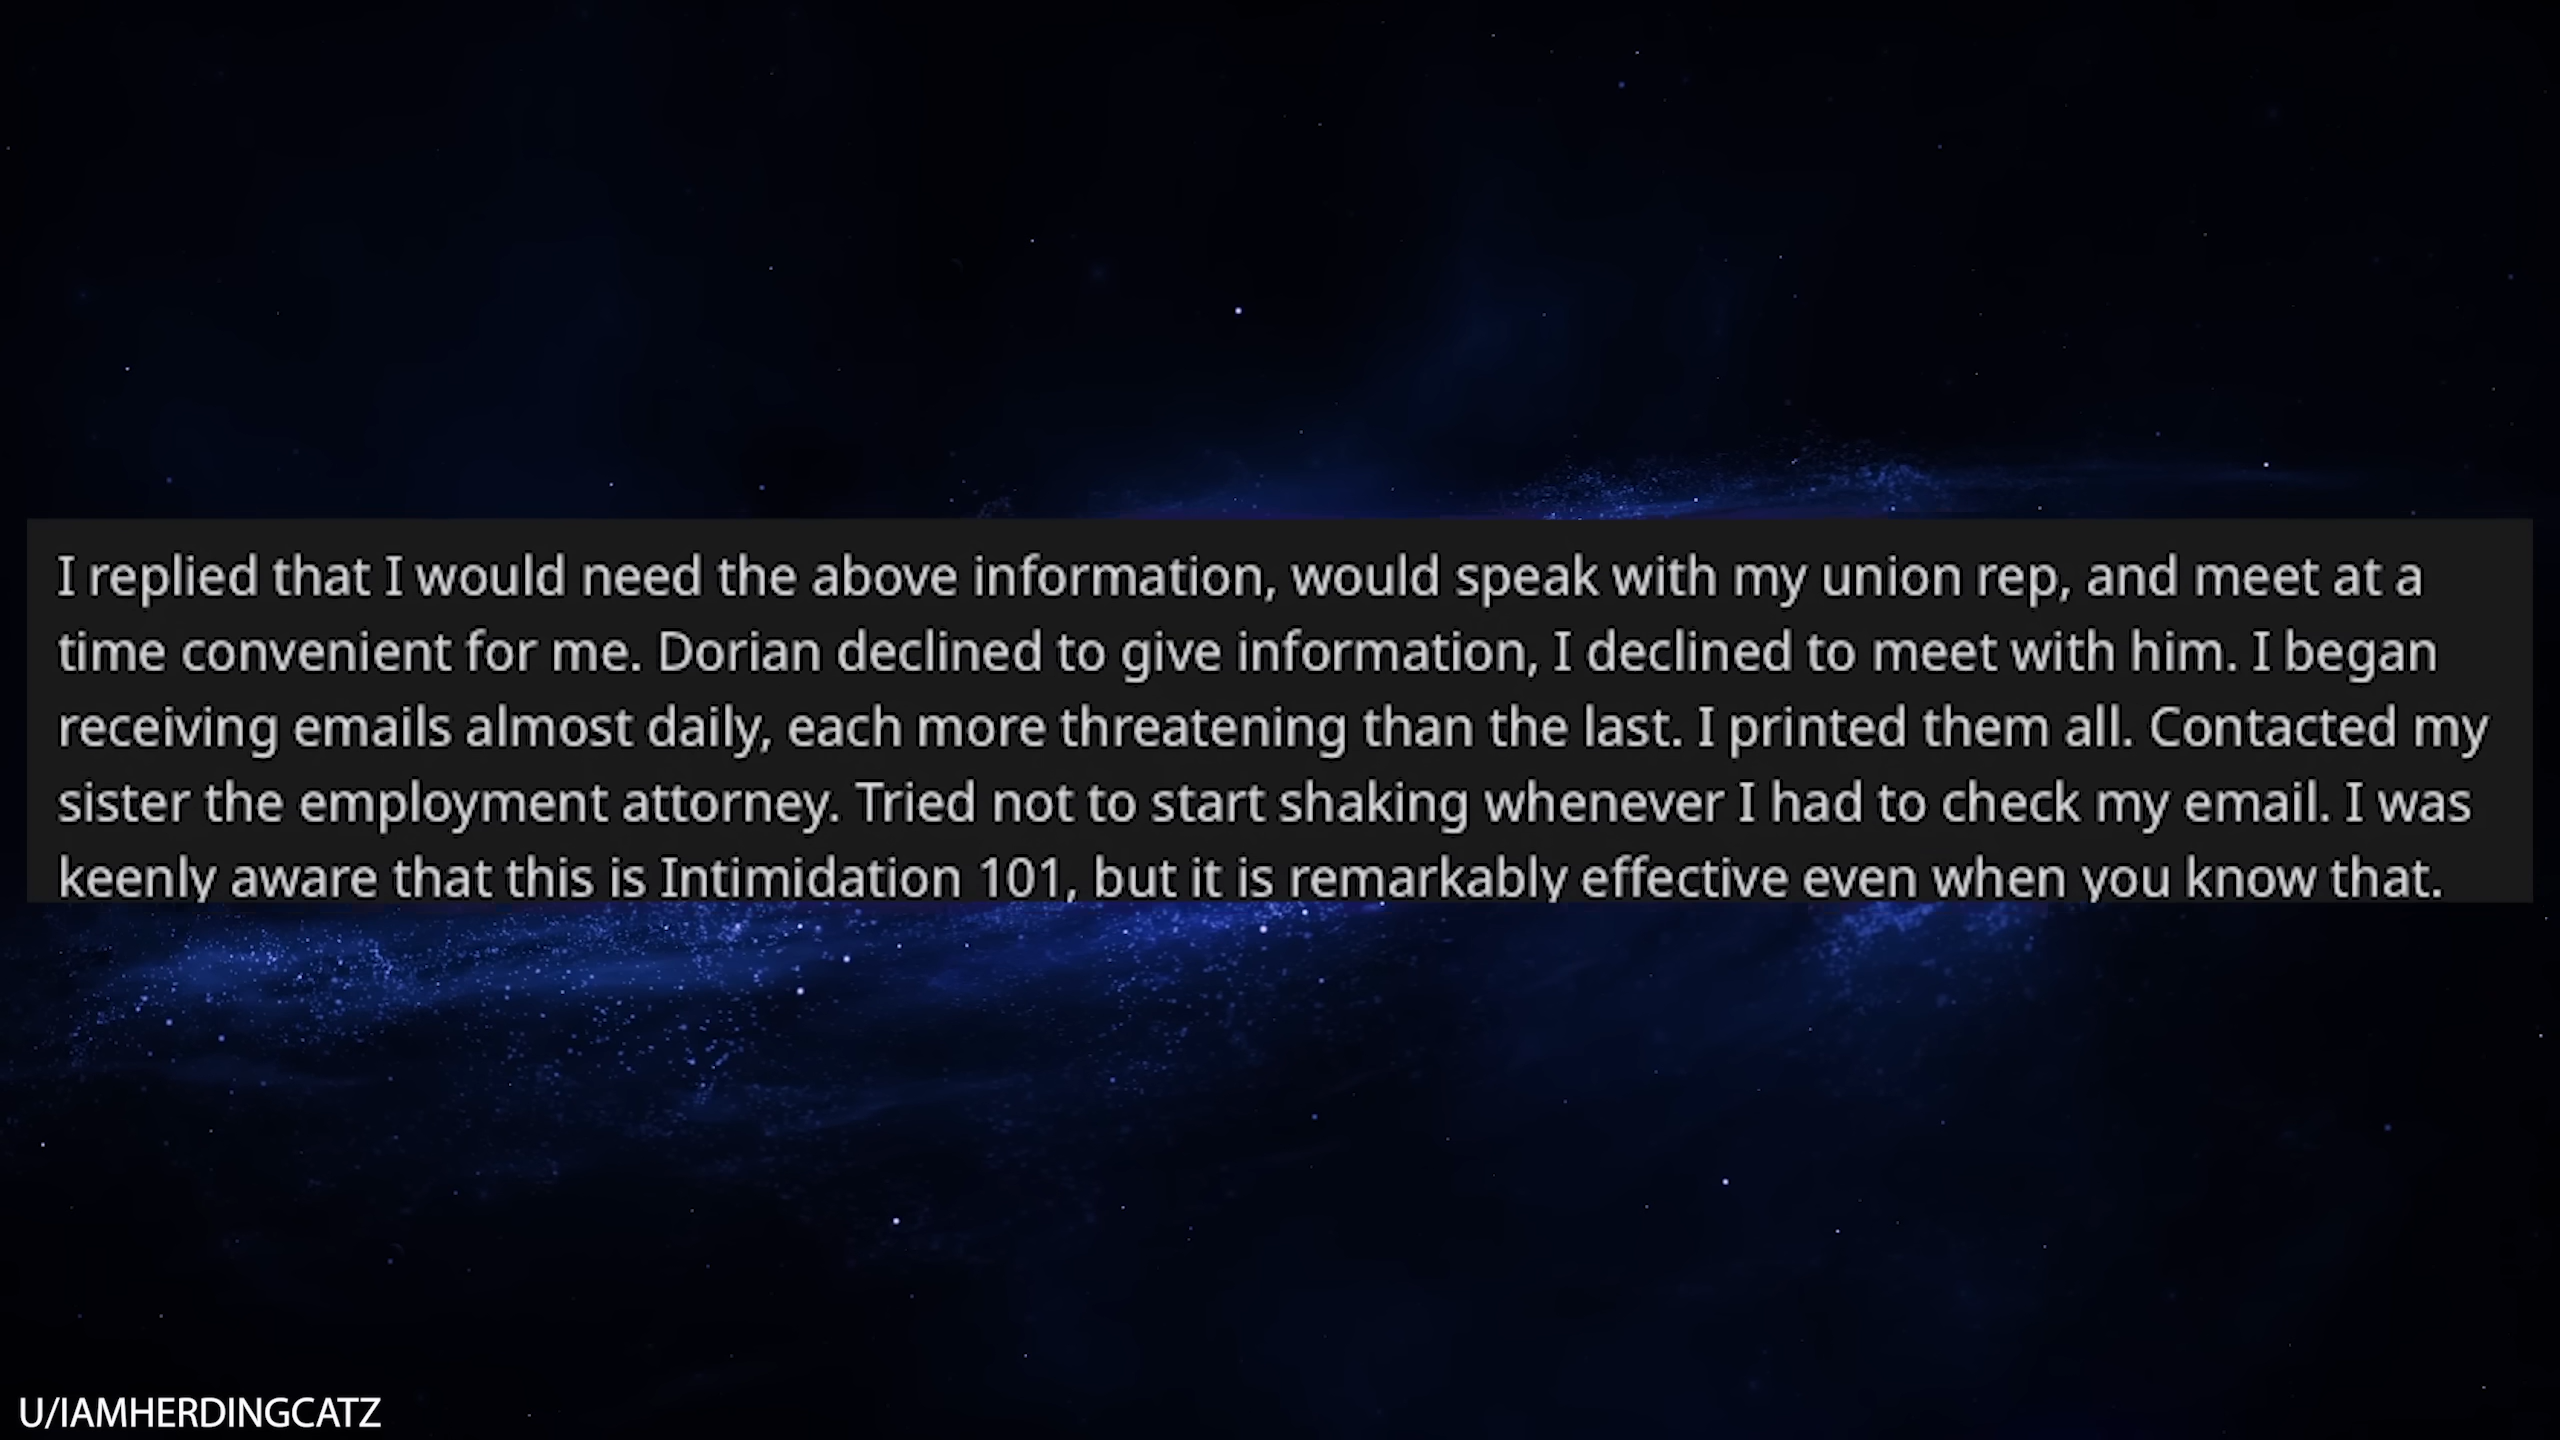 I replied that I would need the above information, would speak with my union rep, and meet at a
time convenient for me. Dorian declined to give information, I declined to meet with him. I began
receiving emails almost daily, each more threatening than the last. I printed them all. Contacted my
sister the employment attorney. Tried not to start shaking whenever I had to check my email. I was
keenly aware that this is Intimidation 101, but it is remarkably effective even when you know that.
U/IAMHERDINGCATZ